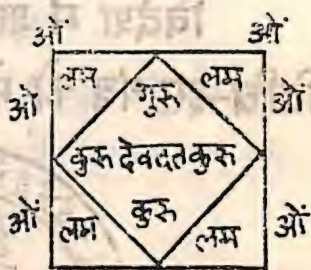 ओं ओं
लम लम
ओं गुरु ओं
कुरु देवदत कुरु
ओं कुरु ओं
लम लम